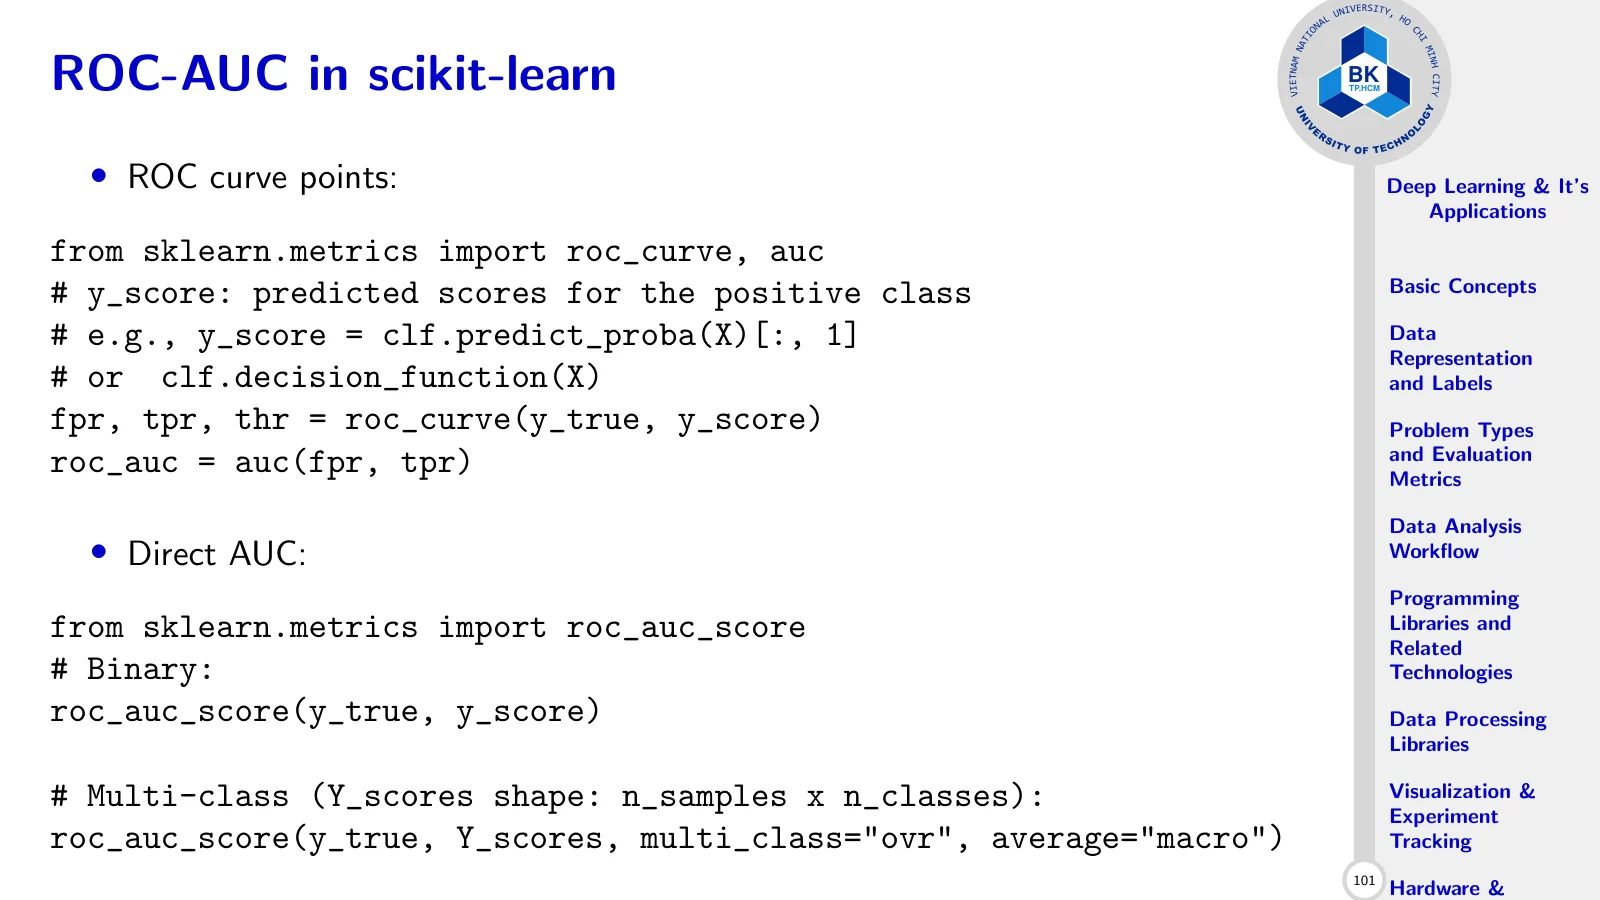 ROC-AUC in scikit-learn
• ROC curve points:
from sklearn.metrics import roc_curve, auc
# y_score: predicted scores for the positive class
# e.g., y_score = clf.predict_proba(X)[:, 1]
# or  clf.decision_function(X)
fpr, tpr, thr = roc_curve(y_true, y_score)
roc_auc = auc(fpr, tpr)
• Direct AUC:
from sklearn.metrics import roc_auc_score
# Binary:
roc_auc_score(y_true, y_score)
# Multi-class (Y_scores shape: n_samples x n_classes):
roc_auc_score(y_true, Y_scores, multi_class="ovr", average="macro")
VIETNAM NATIONAL UNIVERSITY, HO CHI MINH CITY
BK
TP.HCM
UNIVERSITY OF TECHNOLOGY
Deep Learning & It's
Applications
Basic Concepts
Data
Representation
and Labels
Problem Types
and Evaluation
Metrics
Data Analysis
Workflow
Programming
Libraries and
Related
Technologies
Data Processing
Libraries
Visualization &
Experiment
Tracking
Hardware &
101